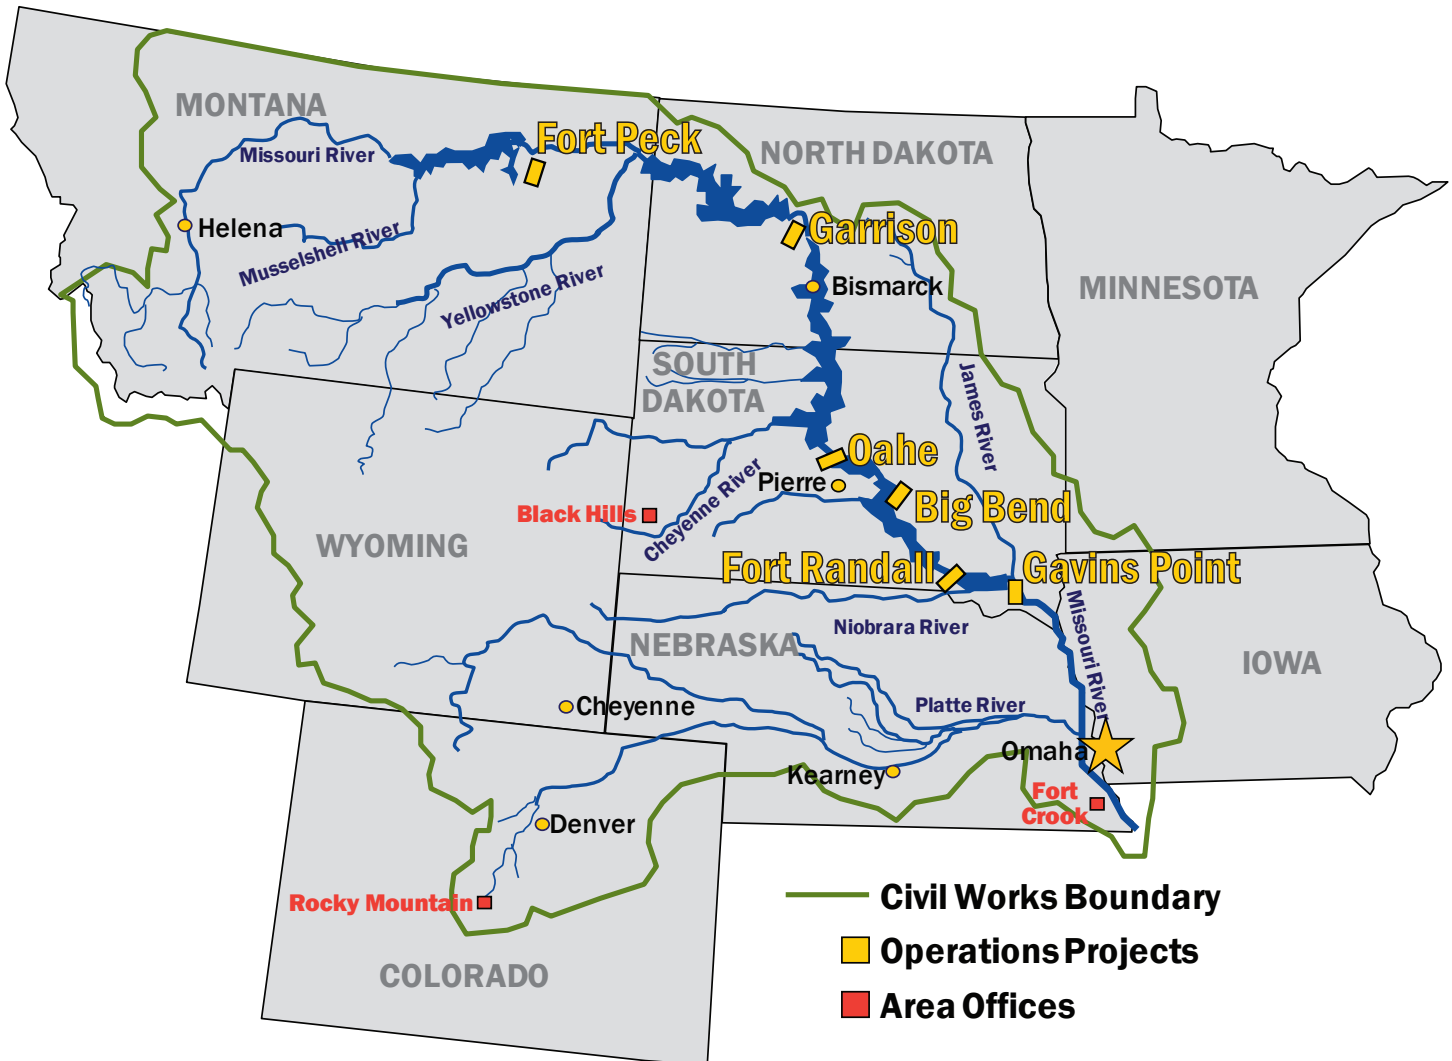 MONTANA
Fort Peck
Missouri River
NORTH DAKOTA
Helena
Musselshell River
Garrison
Yellowstone River
Bismarck
MINNESOTA
SOUTH
DAKOTA
James River
Oahe
Pierre
Cheyenne River
Black Hills
Big Bend
WYOMING
Fort Randall
Gavins Point
Missouri River
Niobrara River
NEBRASKA
IOWA
Cheyenne
Platte River
Omaha
Kearney
Fort
Crook
Denver
Rocky Mountain
COLORADO
Civil Works Boundary
Operations Projects
Area Offices